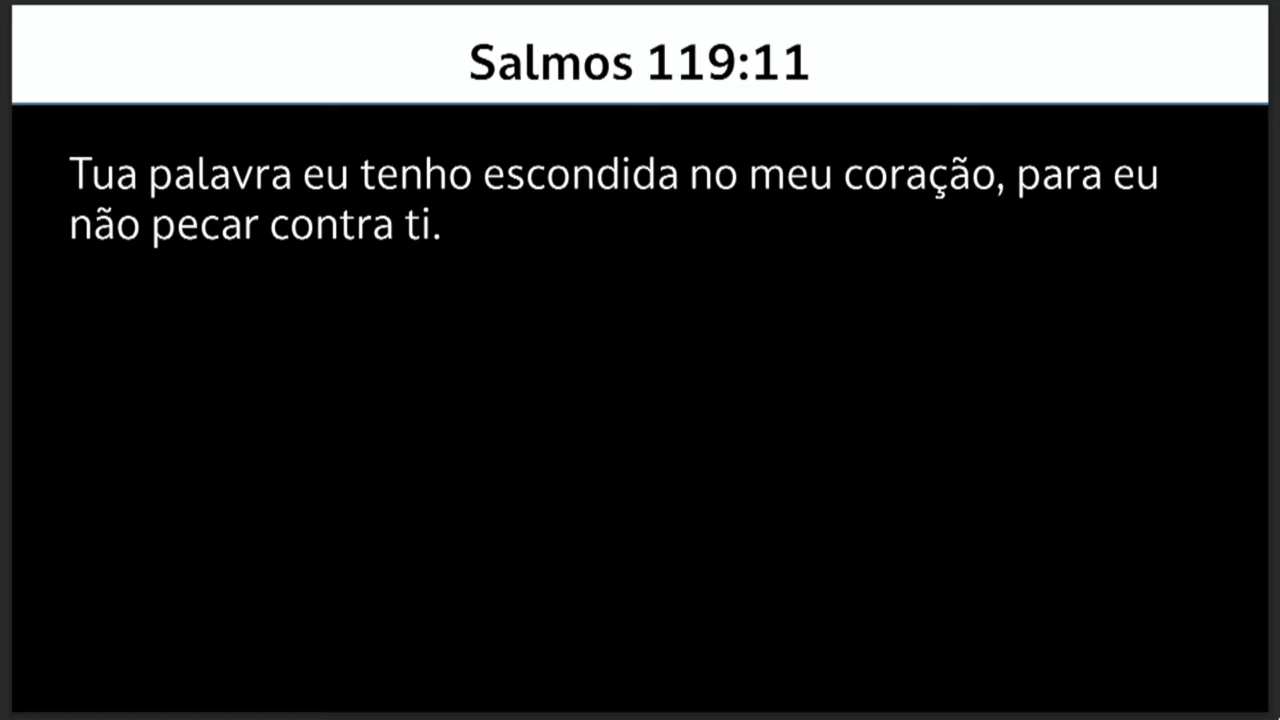 Salmos 119:11
Tua palavra eu tenho escondida no meu coração, para eu
não pecar contra ti.